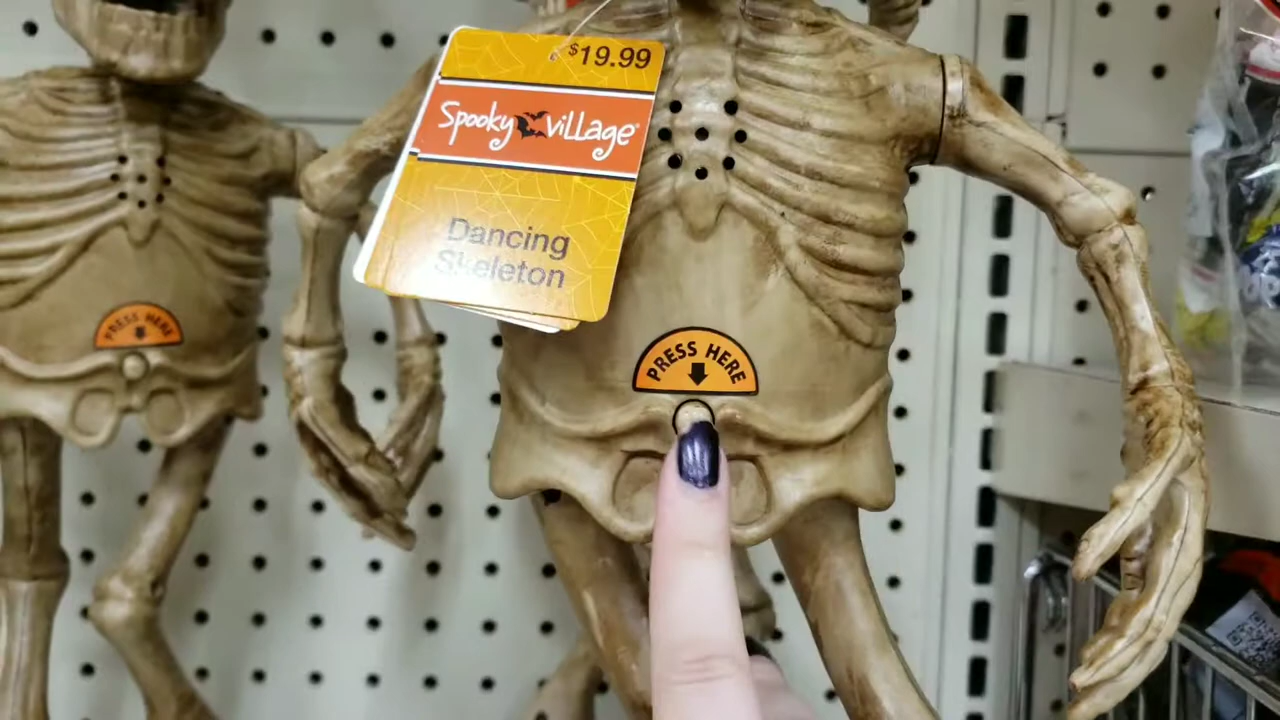 $19.99
Spooky Village®
Dancing
Skeleton
PRESS HERE
PRESS HERE